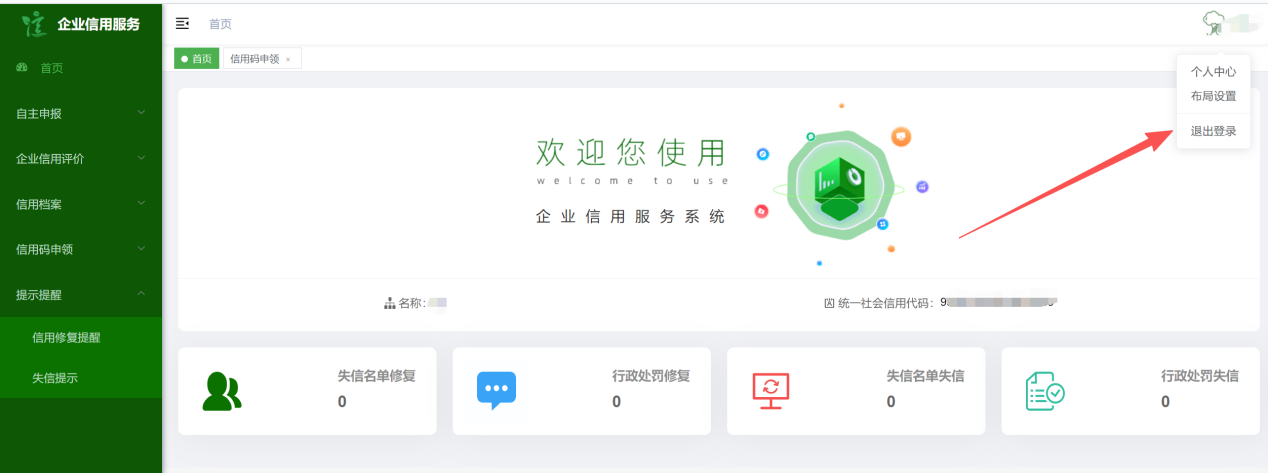 企业信用服务
首页
首页
自主申报
企业信用评价
信用档案
信用码申领
提示提醒
信用修复提醒
失信提示
首页
信用码申领 ×
个人中心
布局设置
退出登录
欢迎您使用
welcome to use
企业信用服务系统
名称：
统一社会信用代码：9
失信名单修复
0
行政处罚修复
0
失信名单失信
0
行政处罚失信
0